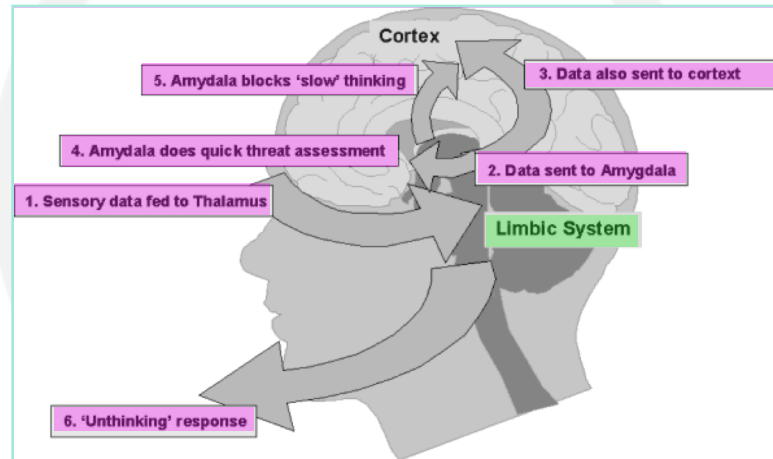 Cortex
5. Amydala blocks ‘slow’ thinking
3. Data also sent to cortext
4. Amydala does quick threat assessment
2. Data sent to Amygdala
1. Sensory data fed to Thalamus
Limbic System
6. ‘Unthinking’ response